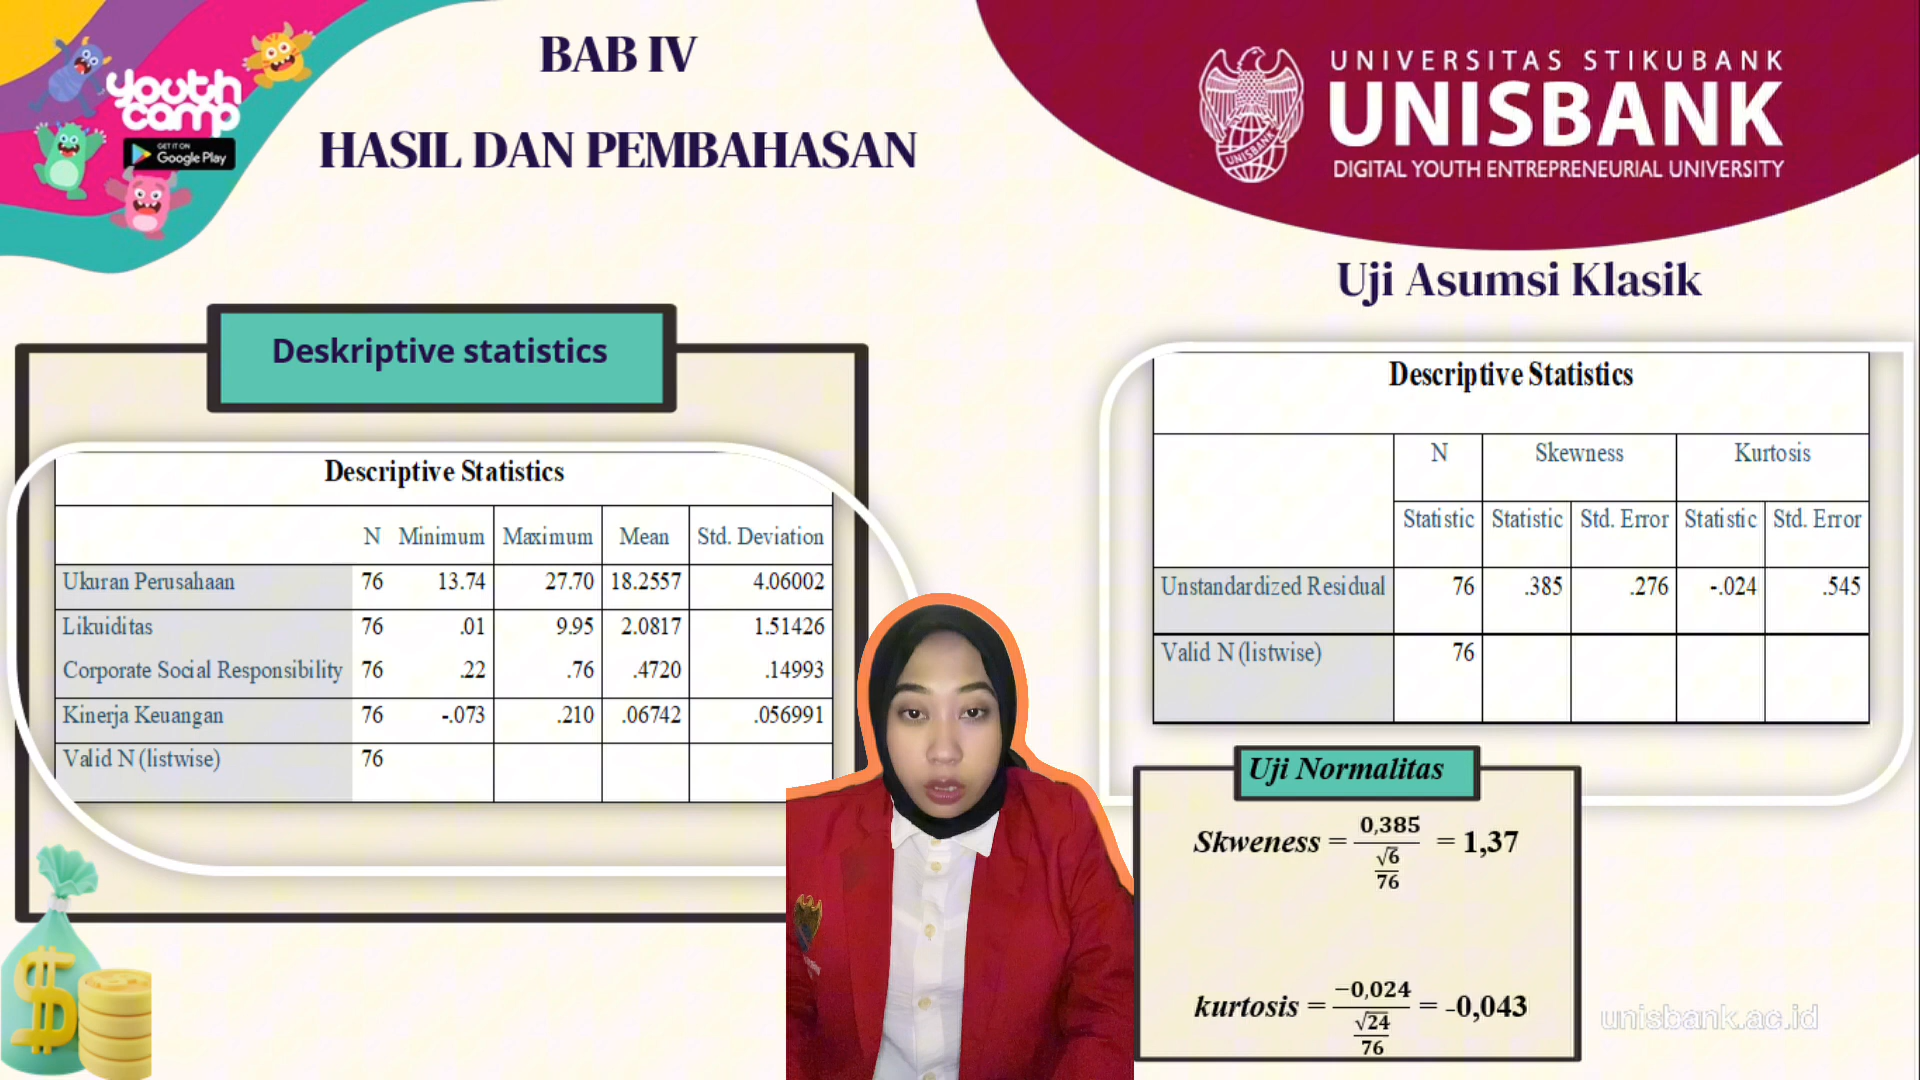 youth
camp
GET IT ON
Google Play
BAB IV
HASIL DAN PEMBAHASAN
UNIVERSITAS STIKUBANK
UNISBANK
DIGITAL YOUTH ENTREPRENEURIAL UNIVERSITY
UNISBANK
Deskriptive statistics
Descriptive Statistics
N Minimum Maximum Mean Std. Deviation
Ukuran Perusahaan 76 13.74 27.70 18.2557 4.06002
Likuiditas 76 .01 9.95 2.0817 1.51426
Corporate Social Responsibility 76 .22 .76 .4720 .14993
Kinerja Keuangan 76 -.073 .210 .06742 .056991
Valid N (listwise) 76
Uji Asumsi Klasik
Descriptive Statistics
N Skewness Kurtosis
Statistic Statistic Std. Error Statistic Std. Error
Unstandardized Residual 76 .385 .276 -.024 .545
Valid N (listwise) 76
Uji Normalitas
Skweness = 0,385 / √6 / 76 = 1,37
kurtosis = −0,024 / √24 / 76 = -0,043
unisbank.ac.id